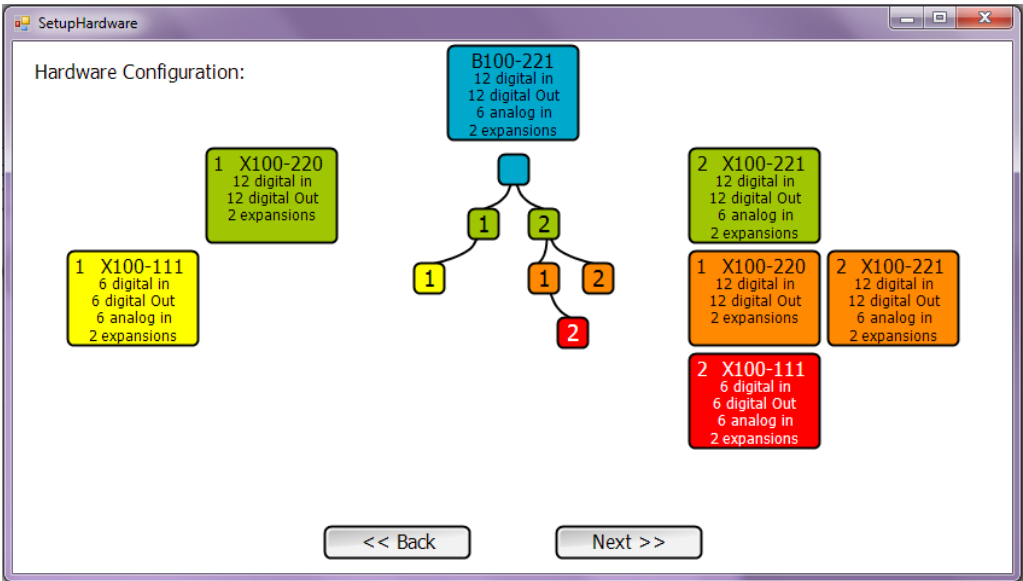 SetupHardware
X
Hardware Configuration:
B100-221
12 digital in
12 digital Out
6 analog in
2 expansions
1 X100-220
12 digital in
12 digital Out
2 expansions
2 X100-221
12 digital in
12 digital Out
6 analog in
2 expansions
1 2
1 1 2
2
1 X100-111
6 digital in
6 digital Out
6 analog in
2 expansions
1 X100-220
12 digital in
12 digital Out
2 expansions
2 X100-221
12 digital in
12 digital Out
6 analog in
2 expansions
2 X100-111
6 digital in
6 digital Out
6 analog in
2 expansions
<< Back
Next >>